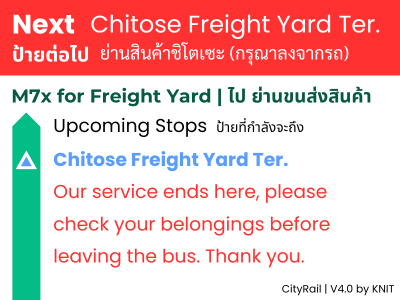 Next Chitose Freight Yard Ter.
ป้ายต่อไป ย่านสินค้าชิโตเซะ (กรุณาลงจากรถ)
M7x for Freight Yard | ไป ย่านขนส่งสินค้า
Upcoming Stops ป้ายที่กำลังจะถึง
Chitose Freight Yard Ter.
Our service ends here, please
check your belongings before
leaving the bus. Thank you.
CityRail | V4.0 by KNIT